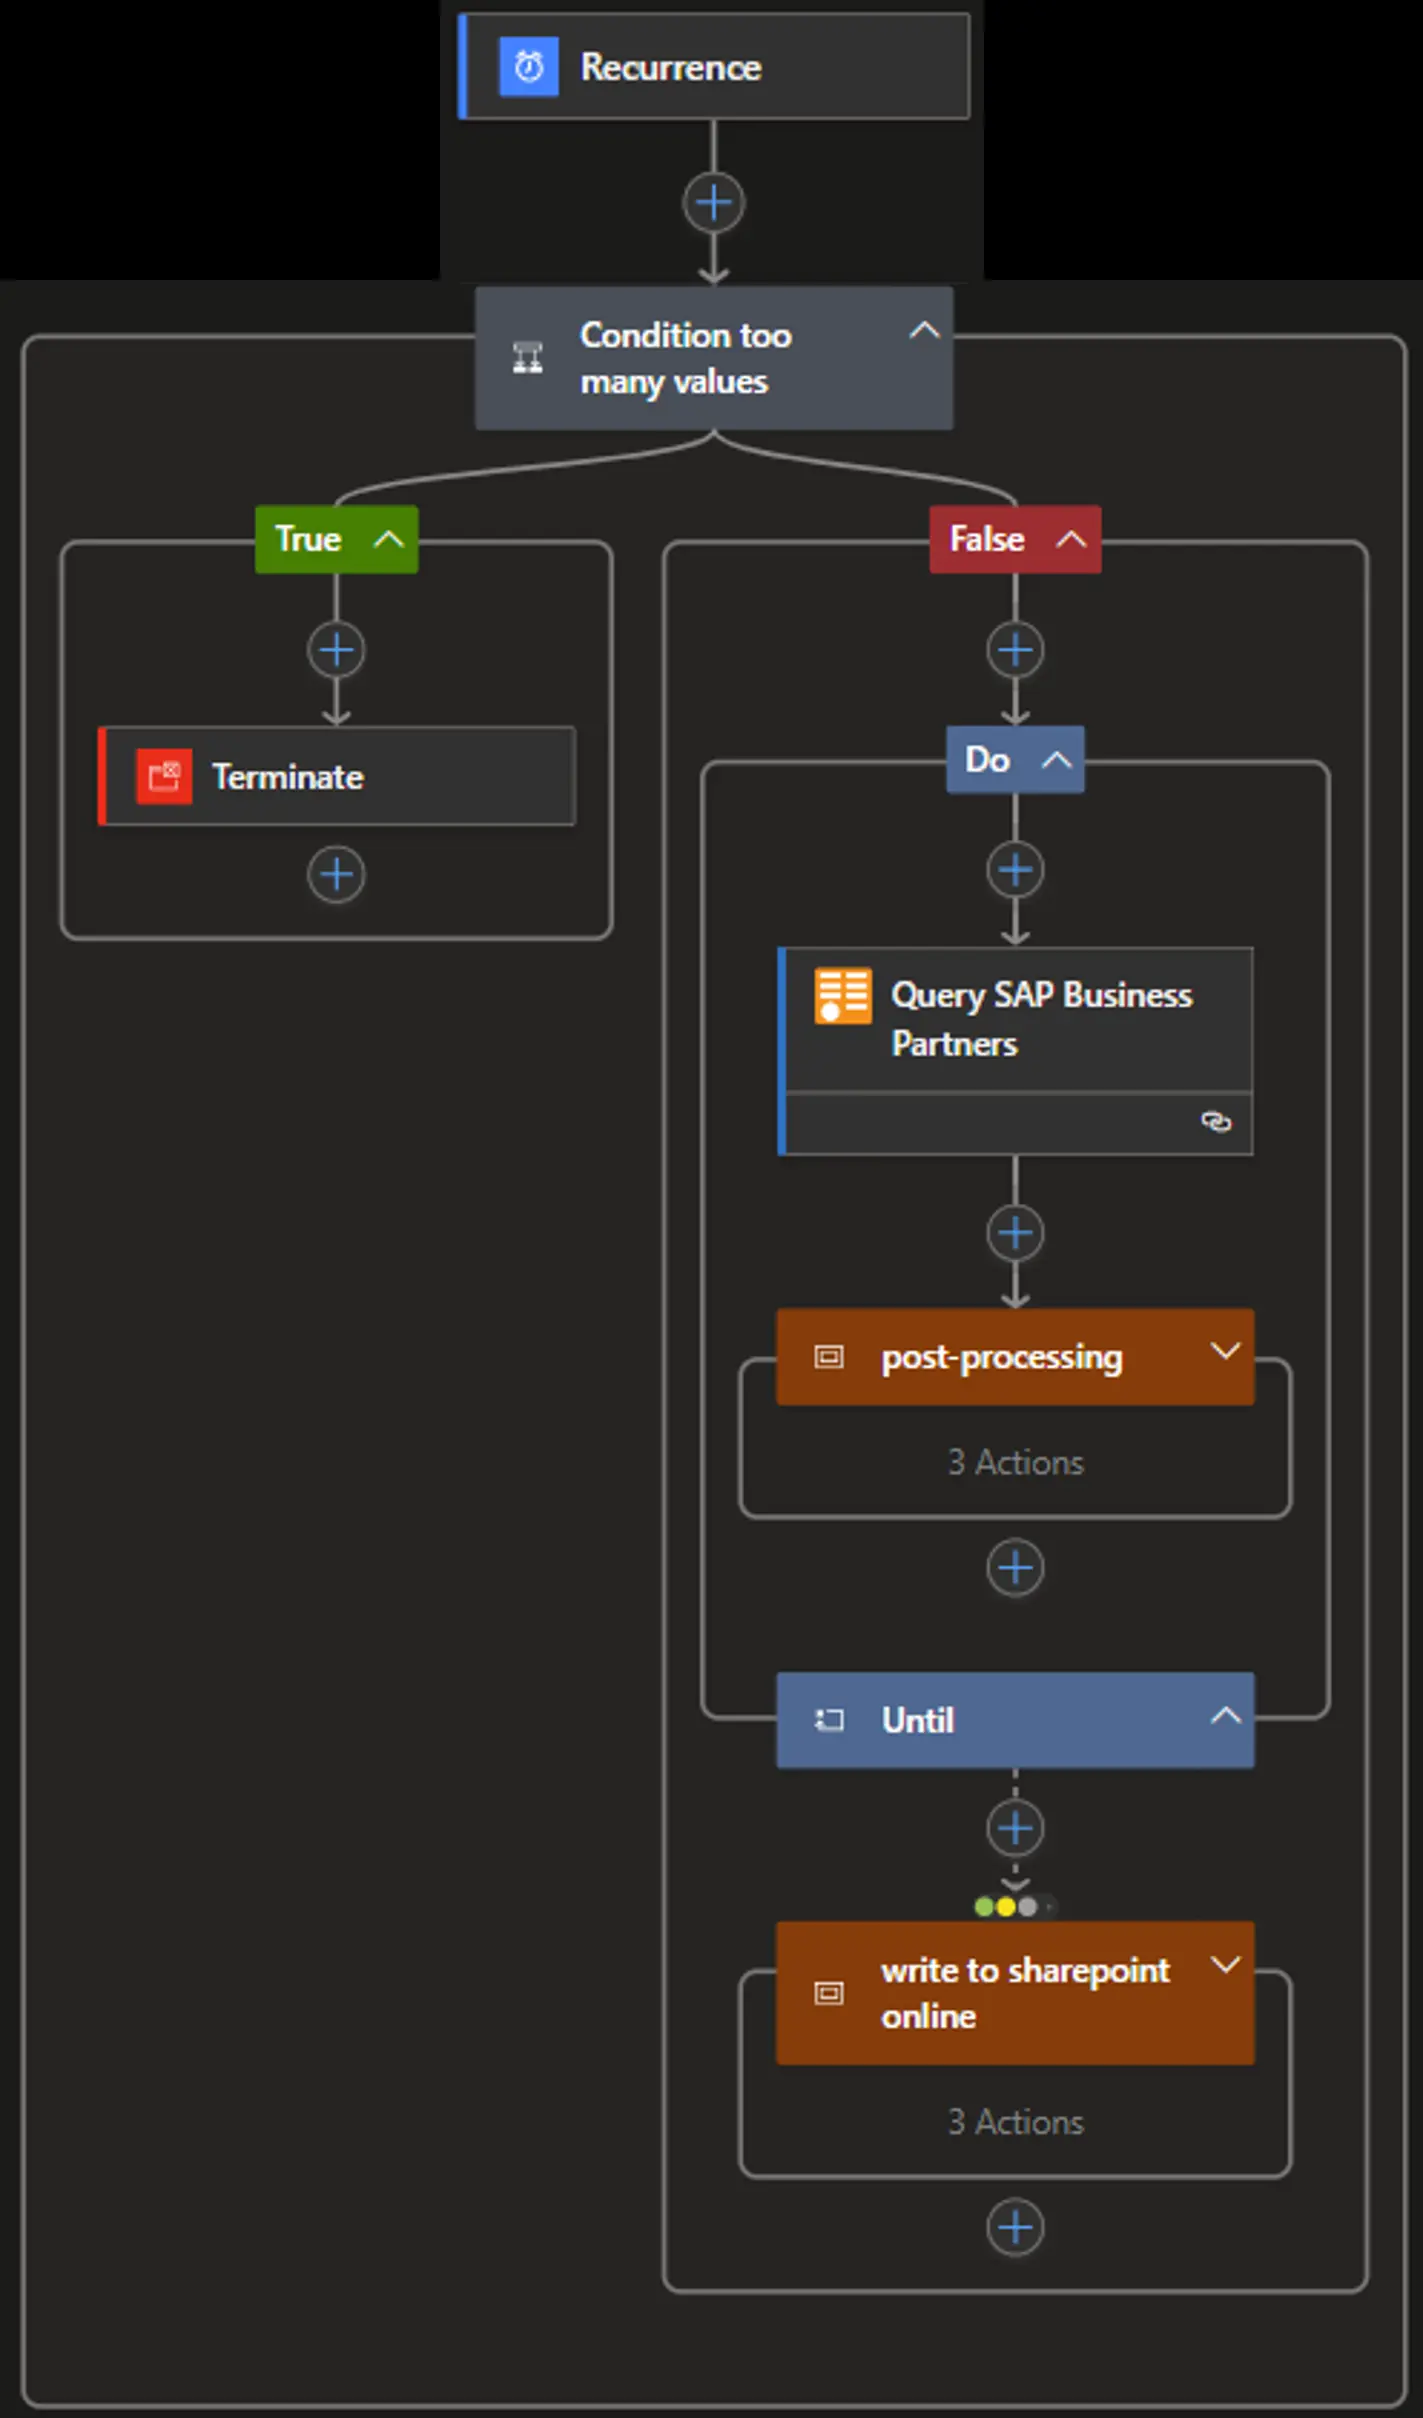 Recurrence
Condition too
many values
True
False
Terminate
Do
Query SAP Business
Partners
post-processing
3 Actions
Until
write to sharepoint
online
3 Actions